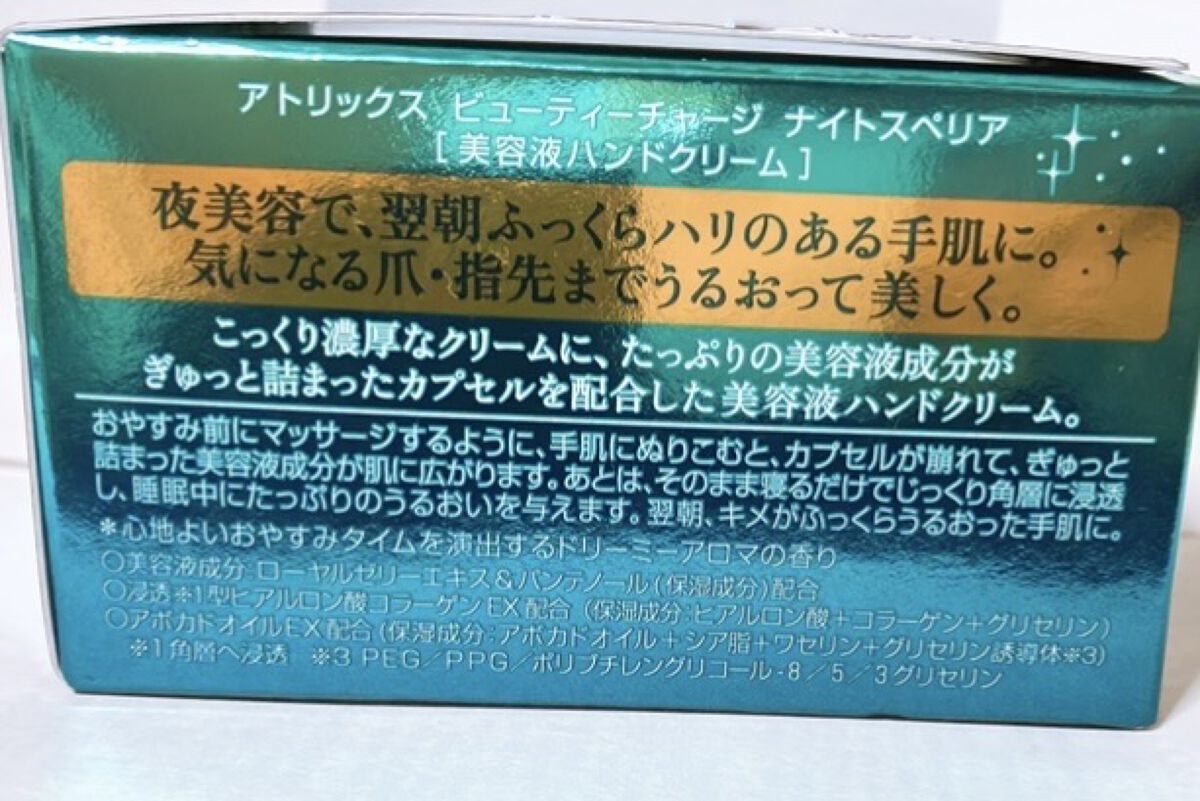 アトリックス ビューティーチャージ ナイトスペリア
[ 美容液ハンドクリーム ]
夜美容で、翌朝ふっくらハリのある手肌に。
気になる爪・指先までうるおって美しく。
こっくり濃厚なクリームに、たっぷりの美容液成分が
ぎゅっと詰まったカプセルを配合した美容液ハンドクリーム。
おやすみ前にマッサージするように、手肌にぬりこむと、カプセルが崩れて、ぎゅっと
詰まった美容液成分が肌に広がります。あとは、そのまま寝るだけでじっくり角層に浸透
し、睡眠中にたっぷりのうるおいを与えます。翌朝、キメがふっくらうるおった手肌に。
＊心地よいおやすみタイムを演出するドリーミーアロマの香り
○美容液成分:ローヤルゼリーエキス&パンテノール(保湿成分)配合
○浸透※1型ヒアルロン酸コラーゲンEX配合（保湿成分:ヒアルロン酸+コラーゲン+グリセリン）
○アボカドオイルEX配合（保湿成分:アボカドオイル+シア脂+ワセリン+グリセリン誘導体※3）
※1角層へ浸透 ※3 PEG/PPG/ポリブチレングリコール-8/5/3グリセリン